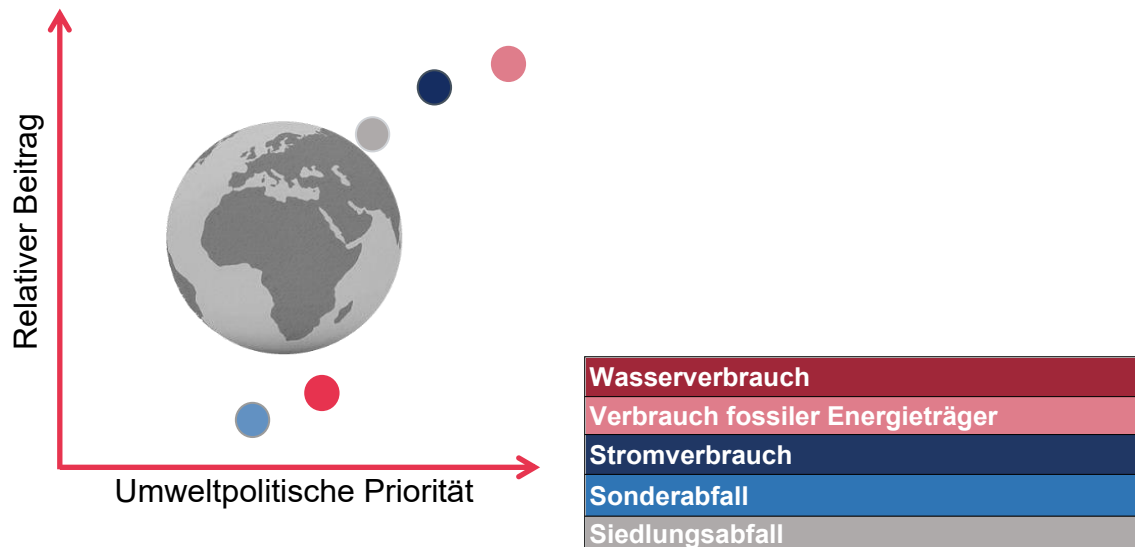 Relativer Beitrag
Umweltpolitische Priorität
Wasserverbrauch
Verbrauch fossiler Energieträger
Stromverbrauch
Sonderabfall
Siedlungsabfall